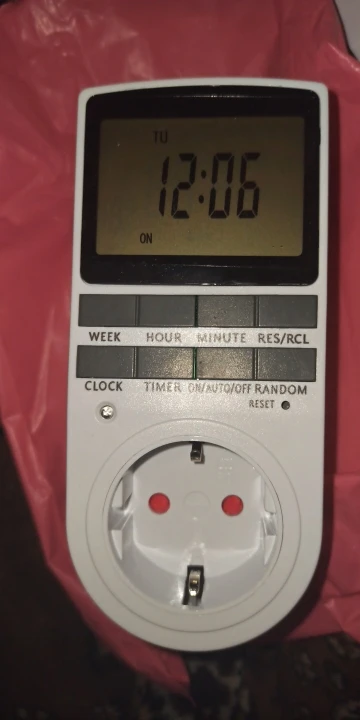 TU
12:06
ON
WEEK HOUR MINUTE RES/RCL
CLOCK TIMER ON/AUTO/OFF RANDOM
RESET